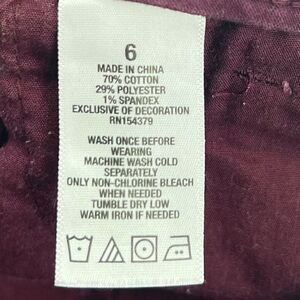 6
MADE IN CHINA
70% COTTON
29% POLYESTER
1% SPANDEX
EXCLUSIVE OF DECORATION
RN154379
WASH ONCE BEFORE
WEARING
MACHINE WASH COLD
SEPARATELY
ONLY NON-CHLORINE BLEACH
WHEN NEEDED
TUMBLE DRY LOW
WARM IRON IF NEEDED